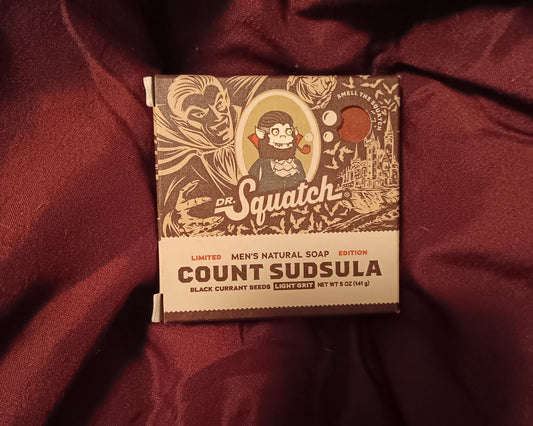 SMELL THE SQUATCH
DR. Squatch®
LIMITED MEN'S NATURAL SOAP EDITION
COUNT SUDSULA
BLACK CURRANT SEEDS LIGHT GRIT NET WT 5 OZ (141 g)